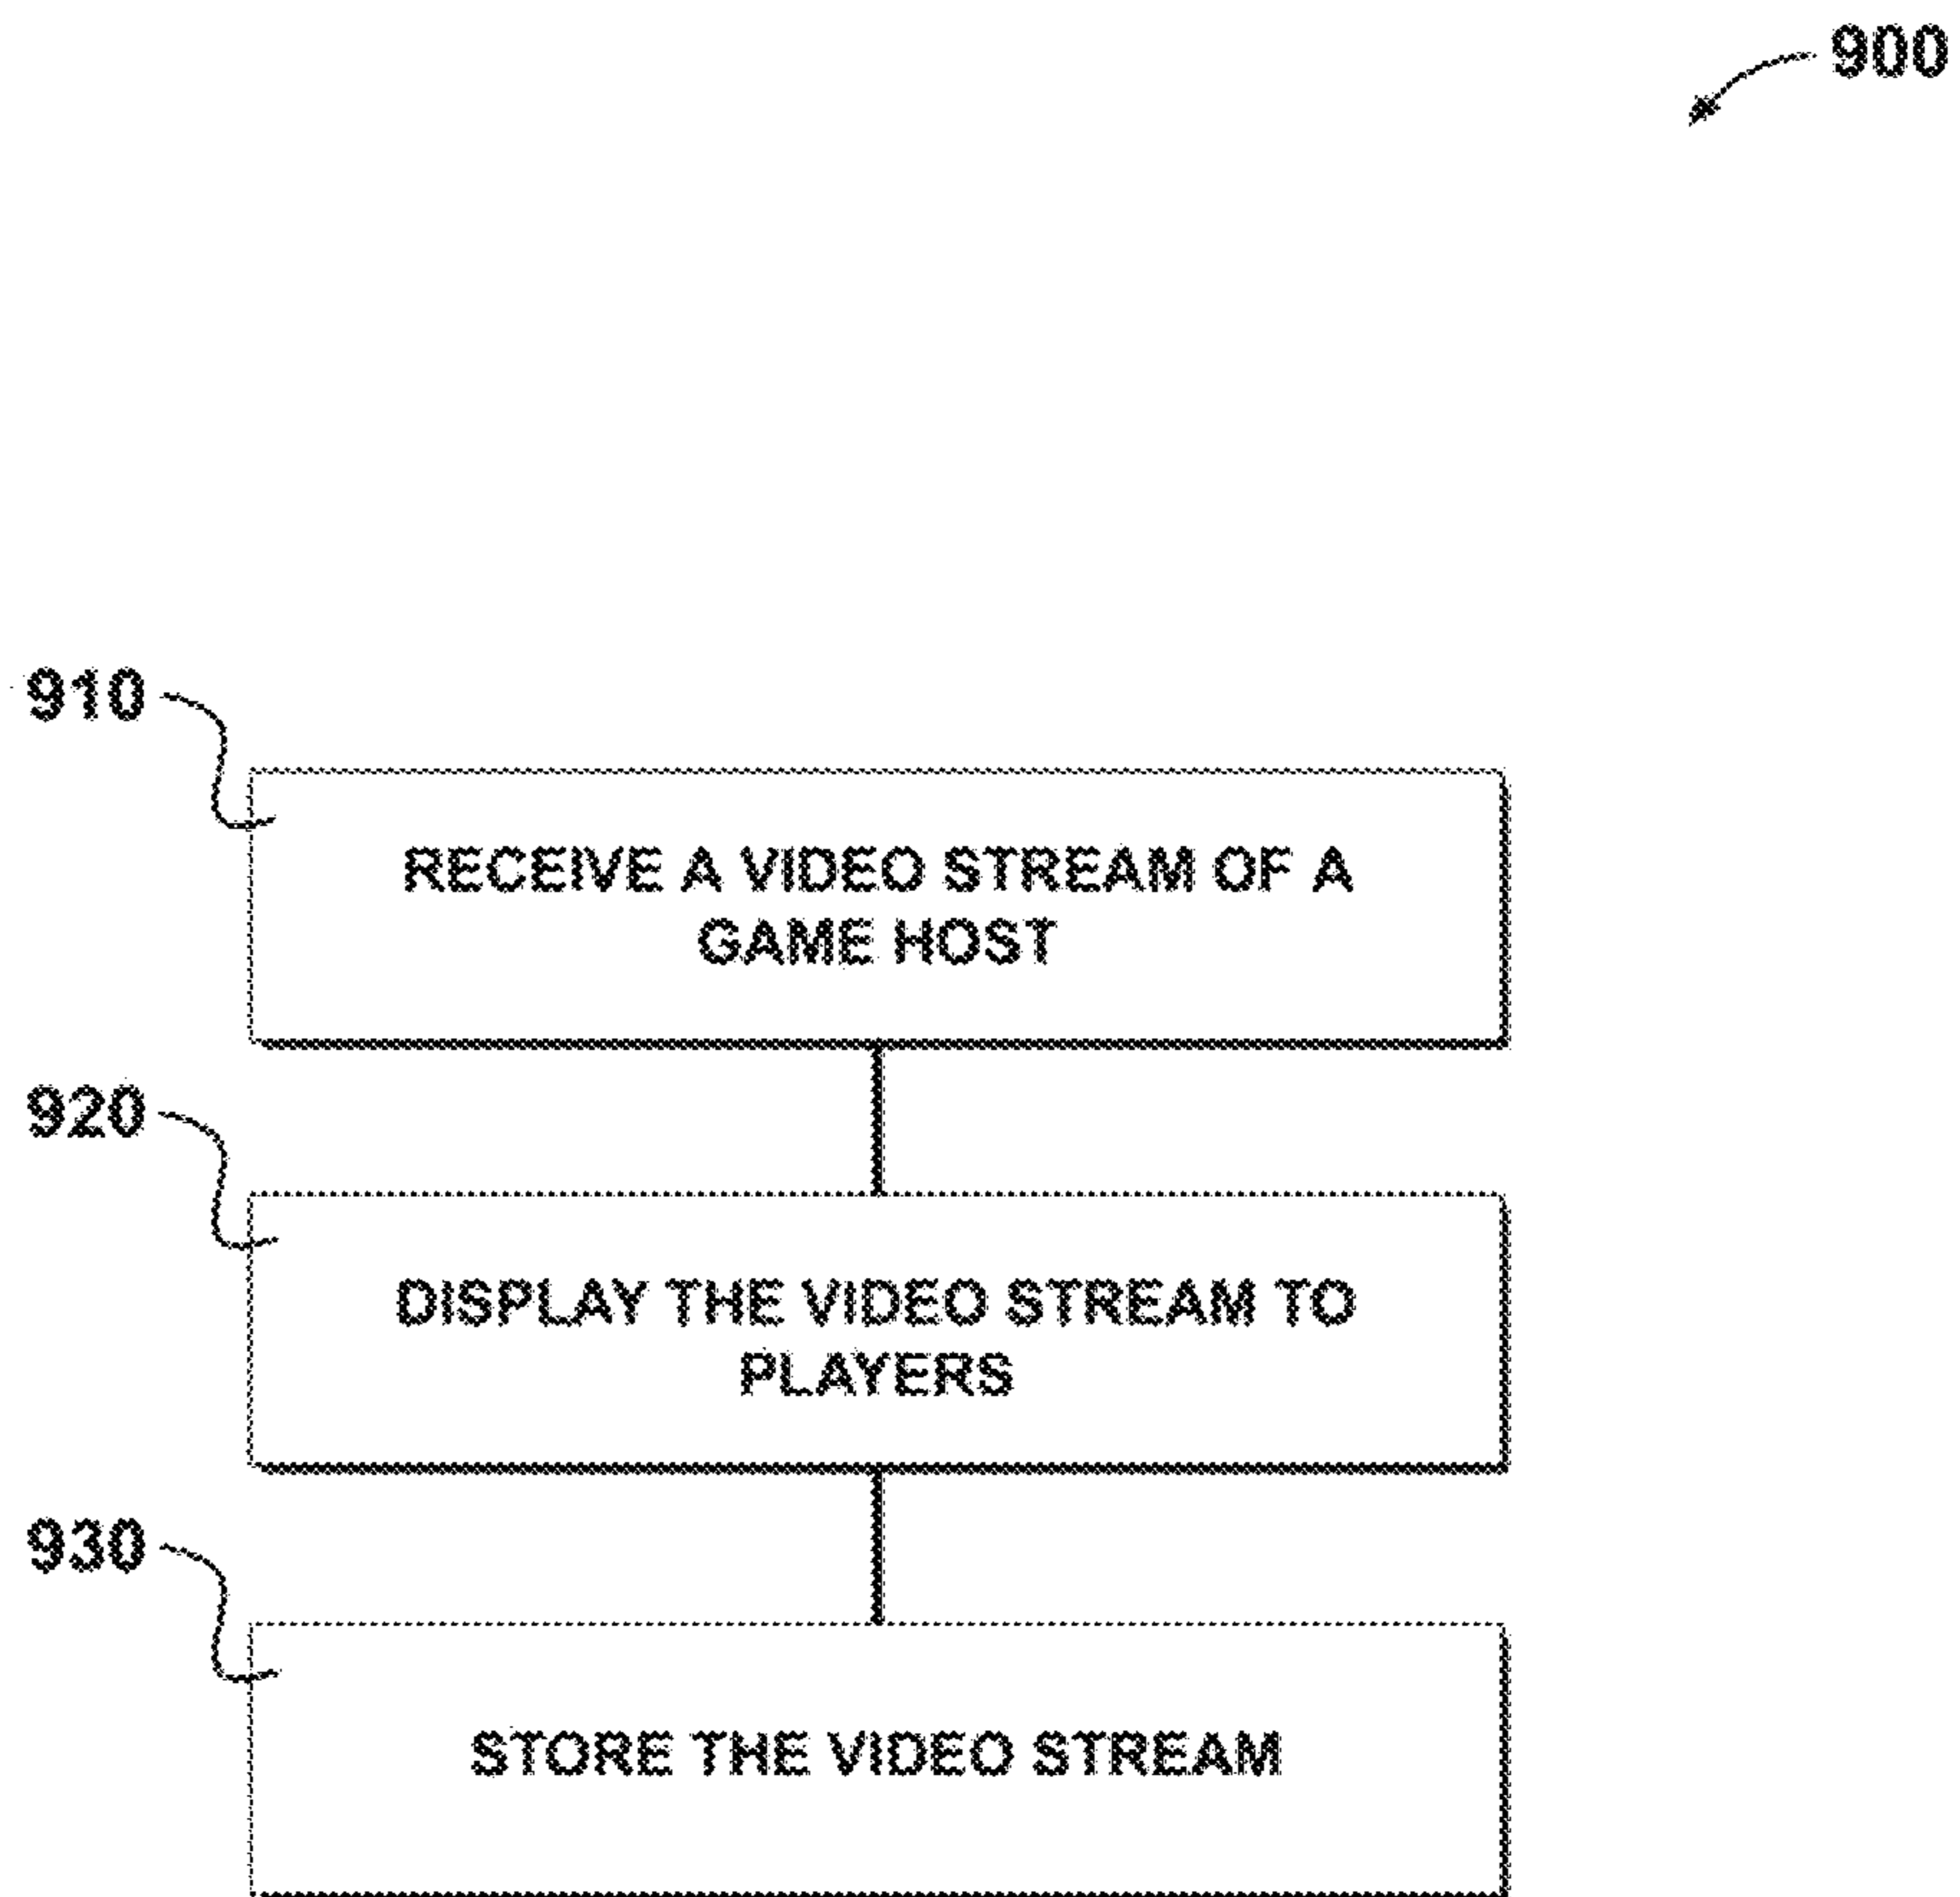 900
910
RECEIVE A VIDEO STREAM OF A
GAME HOST
920
DISPLAY THE VIDEO STREAM TO
PLAYERS
930
STORE THE VIDEO STREAM